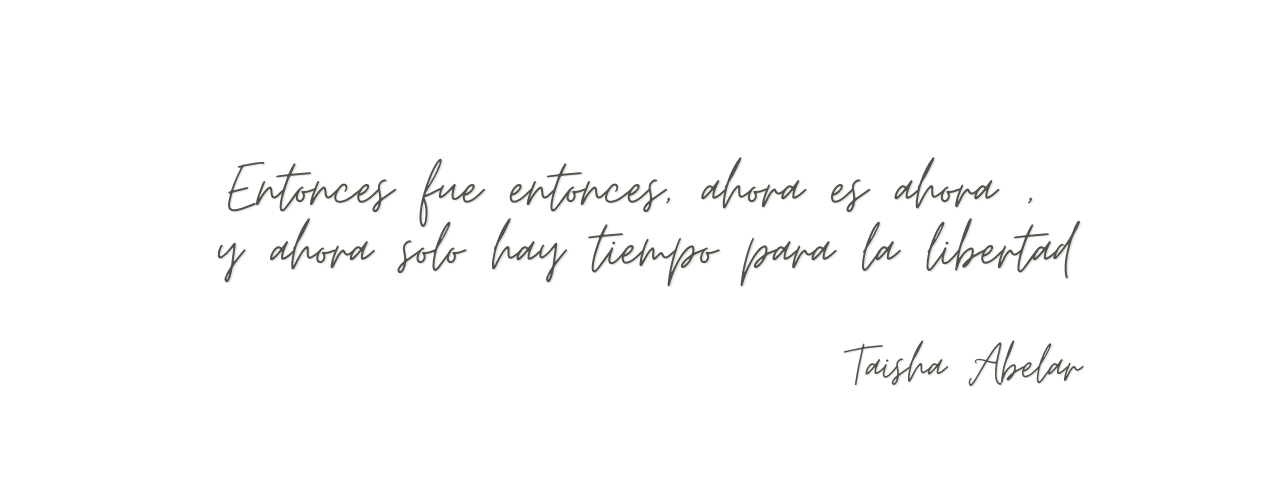 Entonces fue entonces, ahora es ahora ,
y ahora solo hay tiempo para la libertad
Taisha Abelar